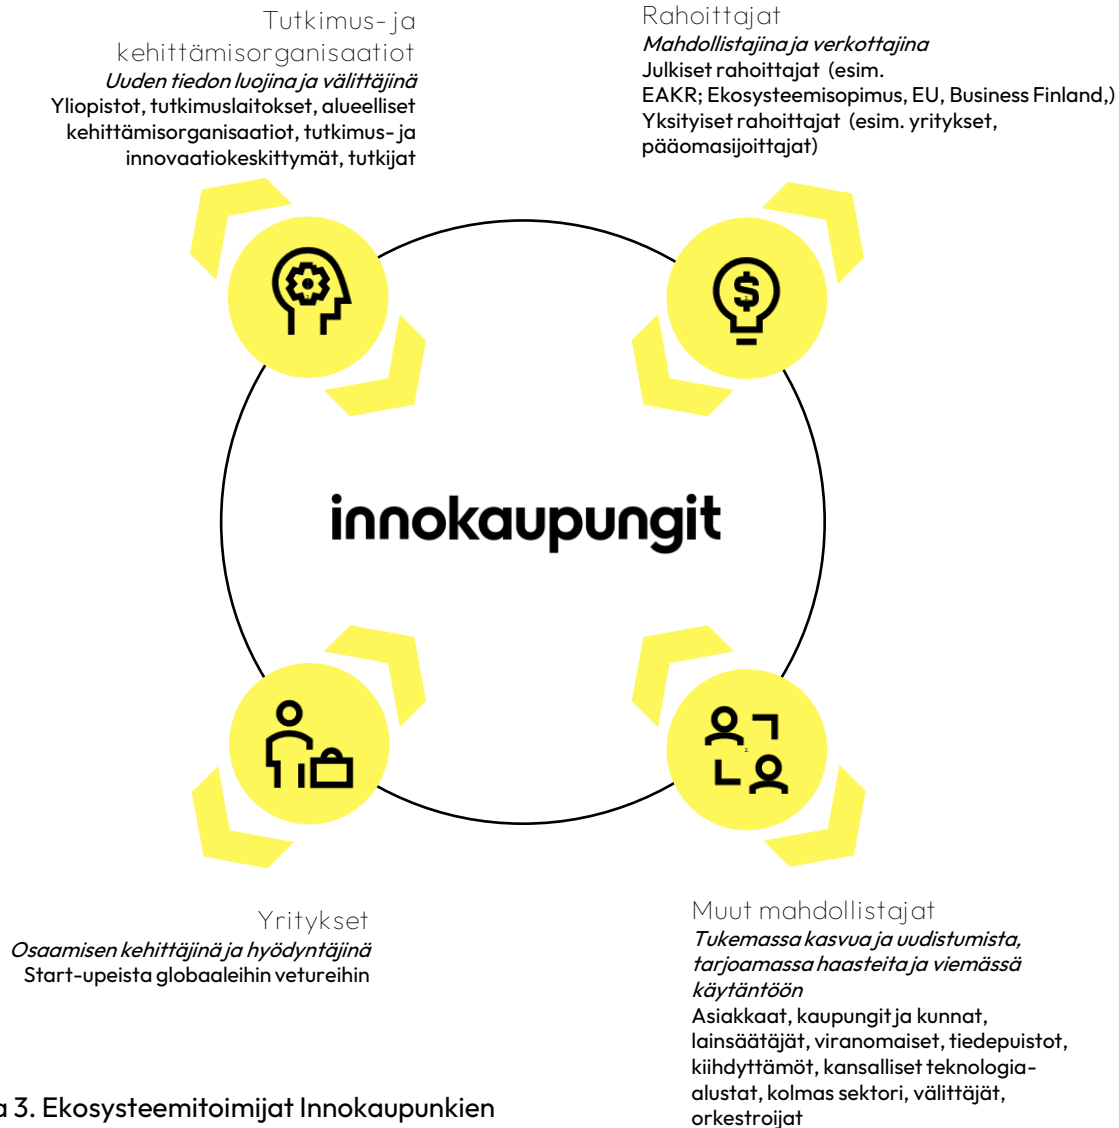 Tutkimus- ja
kehittämisorganisaatiot
Uuden tiedon luojina ja välittäjinä
Yliopistot, tutkimuslaitokset, alueelliset
kehittämisorganisaatiot, tutkimus- ja
innovaatiokeskittymät, tutkijat
Rahoittajat
Mahdollistajina ja verkottajina
Julkiset rahoittajat (esim.
EAKR; Ekosysteemisopimus, EU, Business Finland,)
Yksityiset rahoittajat (esim. yritykset,
pääomasijoittajat)
$
innokaupungit
2.
Yritykset
Osaamisen kehittäjinä ja hyödyntäjinä
Start-upeista globaaleihin vetureihin
Muut mahdollistajat
Tukemassa kasvua ja uudistumista,
tarjoamassa haasteita ja viemässä
käytäntöön
Asiakkaat, kaupungit ja kunnat,
lainsäätäjät, viranomaiset, tiedepuistot,
kiihdyttämöt, kansalliset teknologia-
alustat, kolmas sektori, välittäjät,
orkestroijat
a 3. Ekosysteemitoimijat Innokaupunkien